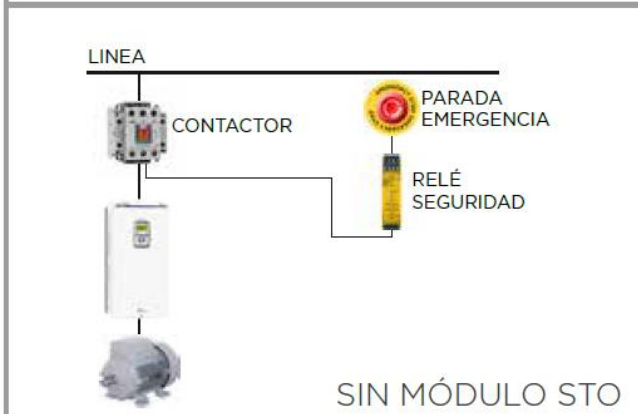 LINEA
CONTACTOR
PARADA
EMERGENCIA
RELÉ
SEGURIDAD
SIN MÓDULO STO